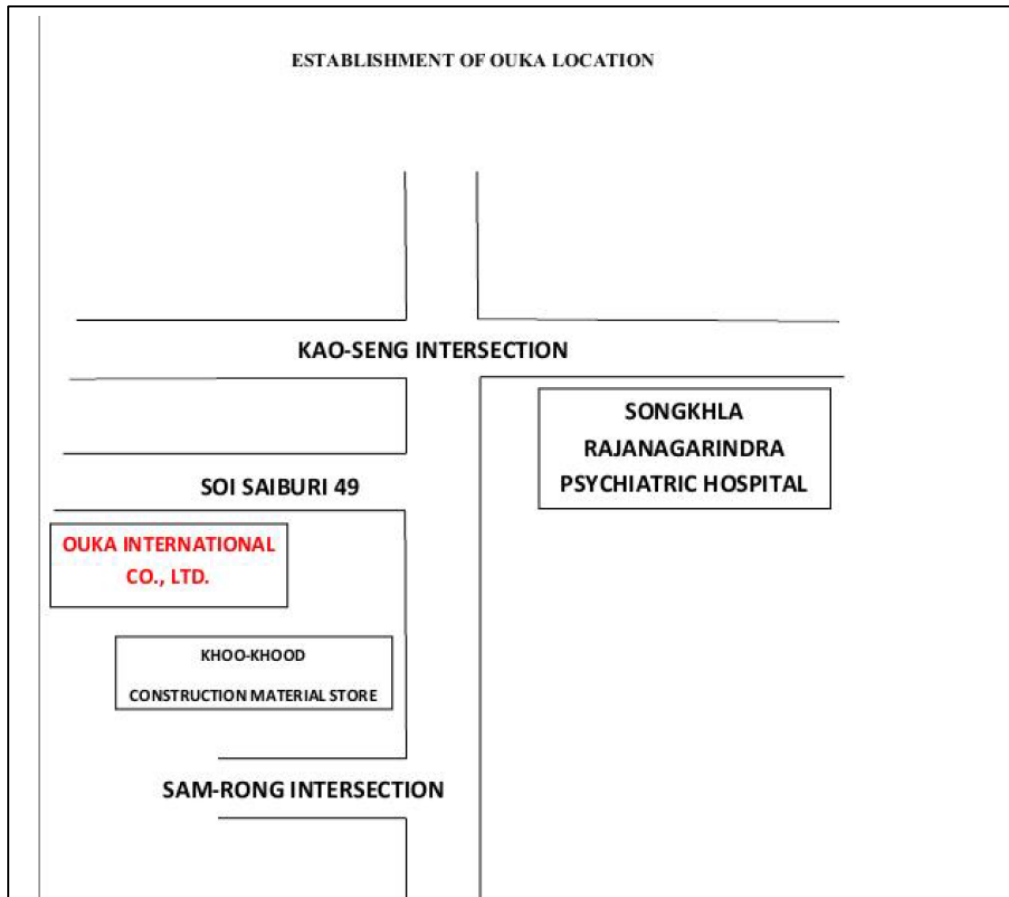 ESTABLISHMENT OF OUKA LOCATION
KAO-SENG INTERSECTION
SONGKHLA
RAJANAGARINDRA
PSYCHIATRIC HOSPITAL
SOI SAIBURI 49
OUKA INTERNATIONAL
CO., LTD.
KHOO-KHOOD
CONSTRUCTION MATERIAL STORE
SAM-RONG INTERSECTION